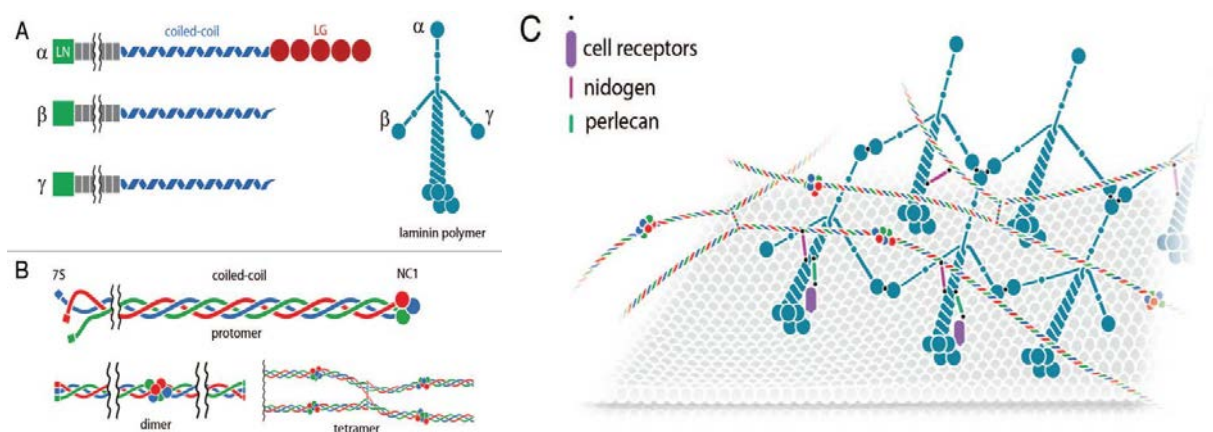 A
α LN coiled-coil LG
β
γ
α
β γ
laminin polymer
B
7S coiled-coil NC1
protomer
dimer
tetramer
C
cell receptors
nidogen
perlecan